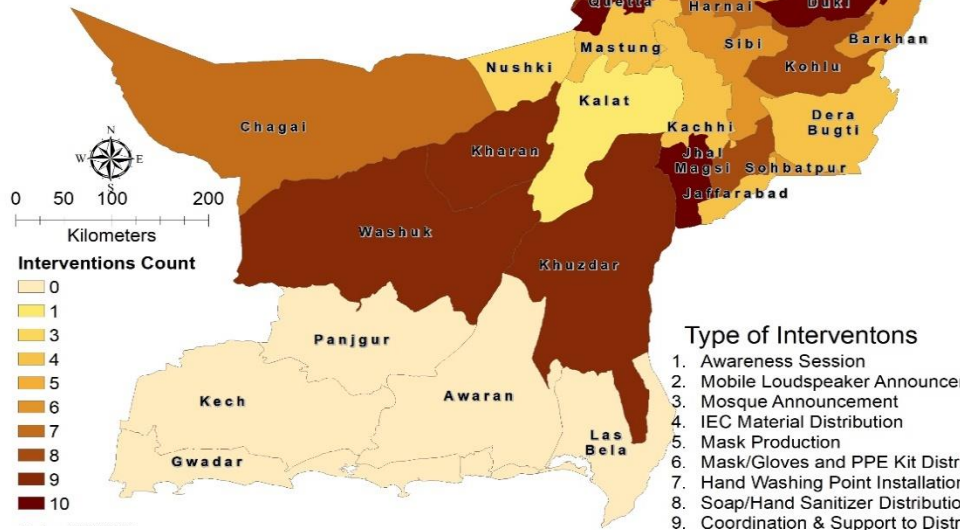 Quetta
Harnai
Duki
Mastung
Sibi
Barkhan
Nushki
Kohlu
Kalat
Chagai
Dera
Bugti
Kachhi
Kharan
Jhal
Magsi
Sohbatpur
Jaffarabad
N
W E
S
0 50 100 200
Kilometers
Washuk
Khuzdar
Interventions Count
0
1
3
4
5
6
7
8
9
10
Panjgur
Kech
Awaran
Gwadar
Las
Bela
Type of Interventons
1. Awareness Session
2. Mobile Loudspeaker Announce
3. Mosque Announcement
4. IEC Material Distribution
5. Mask Production
6. Mask/Gloves and PPE Kit Distr
7. Hand Washing Point Installation
8. Soap/Hand Sanitizer Distributio
9. Coordination & Support to Distr